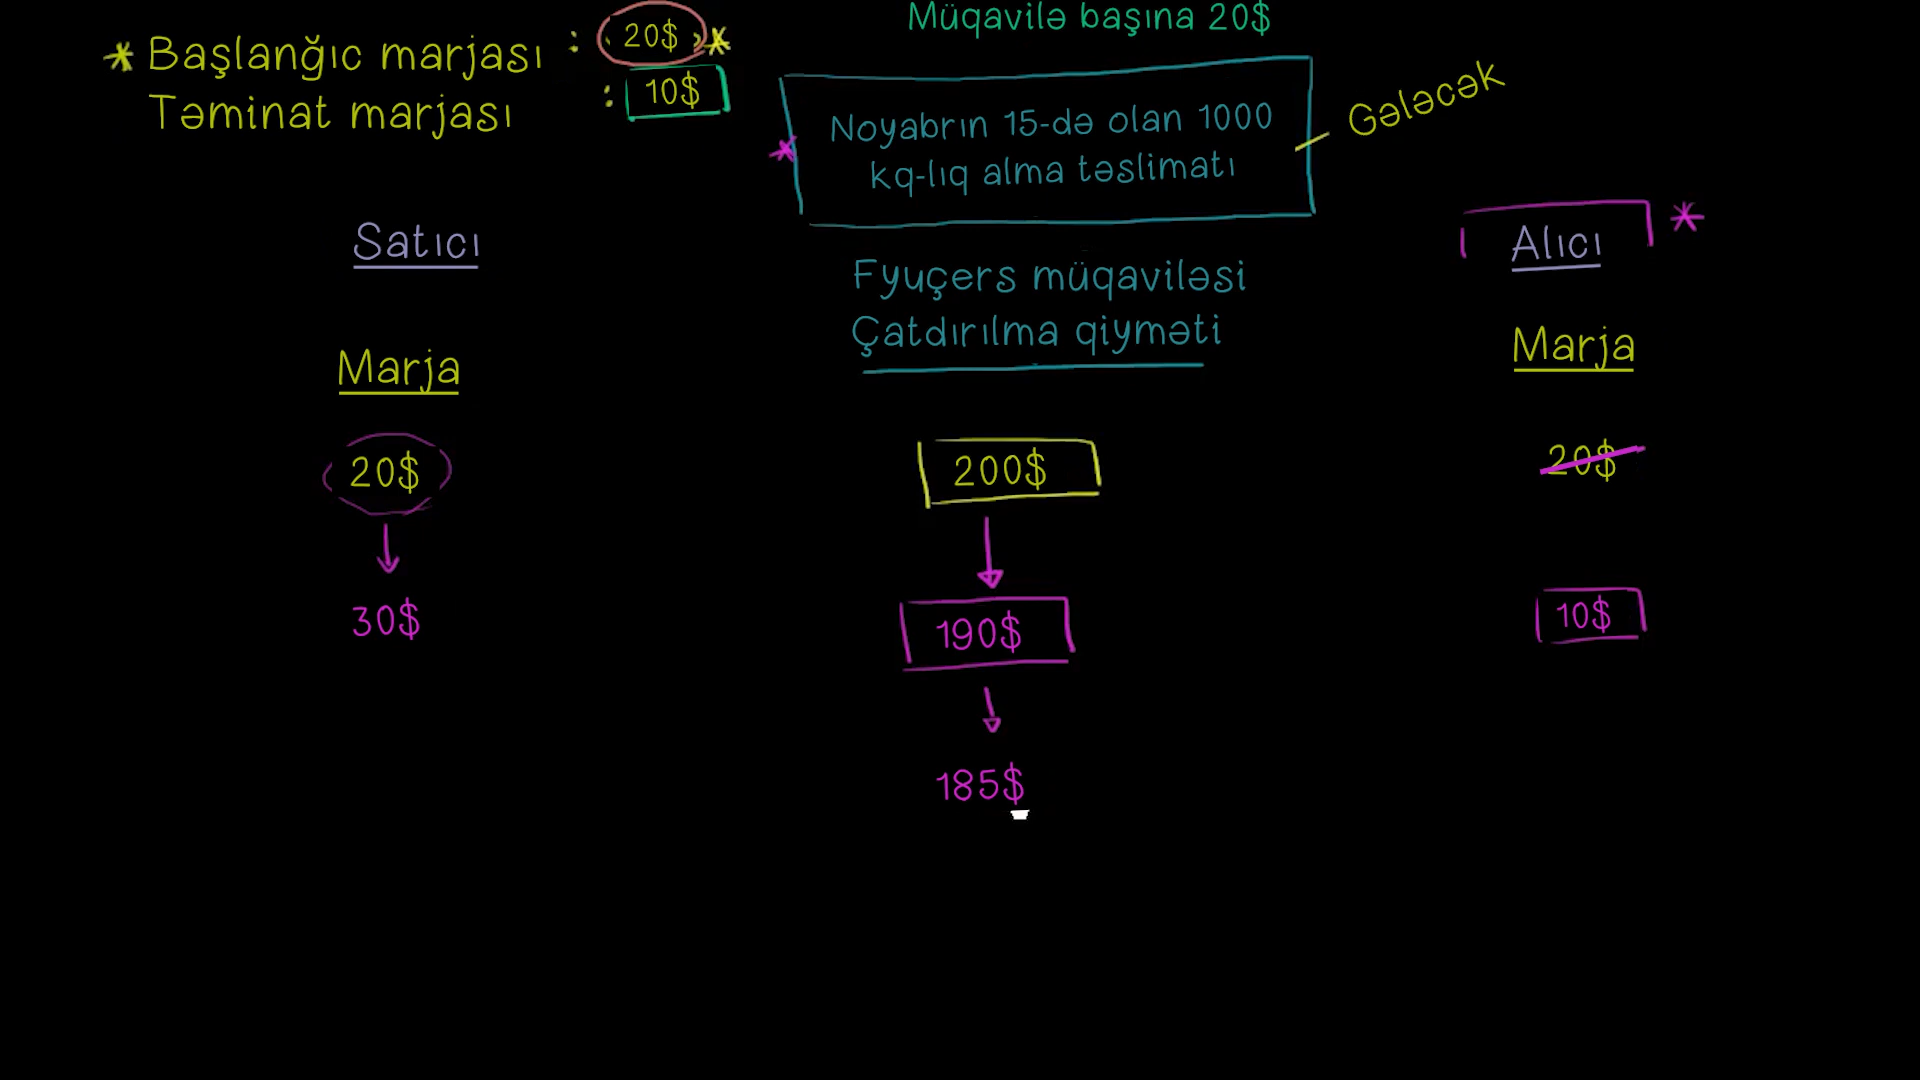 Müqavilə başına 20$
* Başlanğıc marjası : 20$ *
Təminat marjası : 10$
Noyabrın 15-də olan 1000
kq-lıq alma təslimatı
Gələcək
*
Satıcı
Alıcı *
Fyuçers müqaviləsi
Çatdırılma qiyməti
Marja
Marja
20$
200$
20$
30$
190$
10$
185$